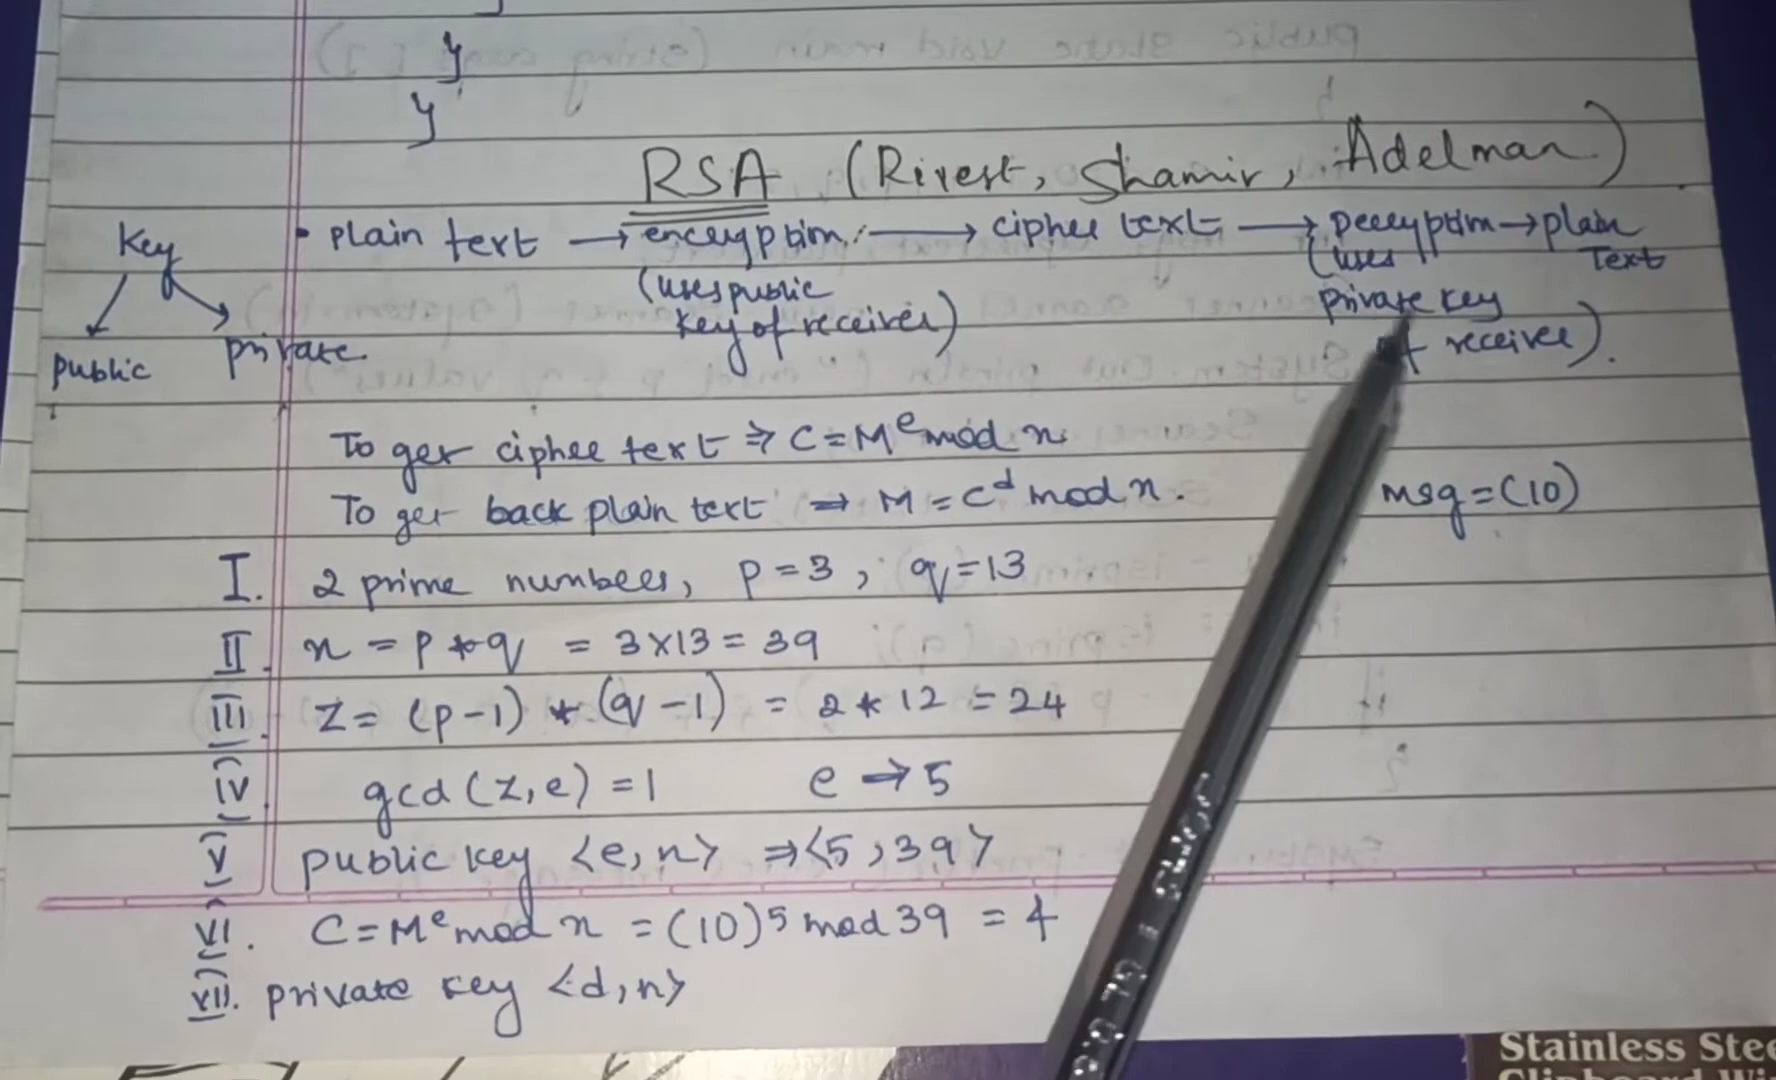 y
y
RSA (Rivest, Shamir, Adelman)
Key
public
private.
• plain text → encryption → cipher text → Decryption → plain Text
(uses public
key of receiver)
(uses
private key
of receiver).
To get cipher text ⇒ C = M^e mod n
To get back plain text ⇒ M = C^d mod n.
msg = (10)
I. 2 prime numbers, p = 3, q = 13
II. n = p * q = 3 x 13 = 39
III. Z = (p-1) * (q-1) = 2 * 12 = 24
IV. gcd (Z, e) = 1 e → 5
V. public key <e, n> ⇒ <5, 39>
VI. C = M^e mod n = (10)^5 mod 39 = 4
VII. private key <d, n>
Stainless Stee